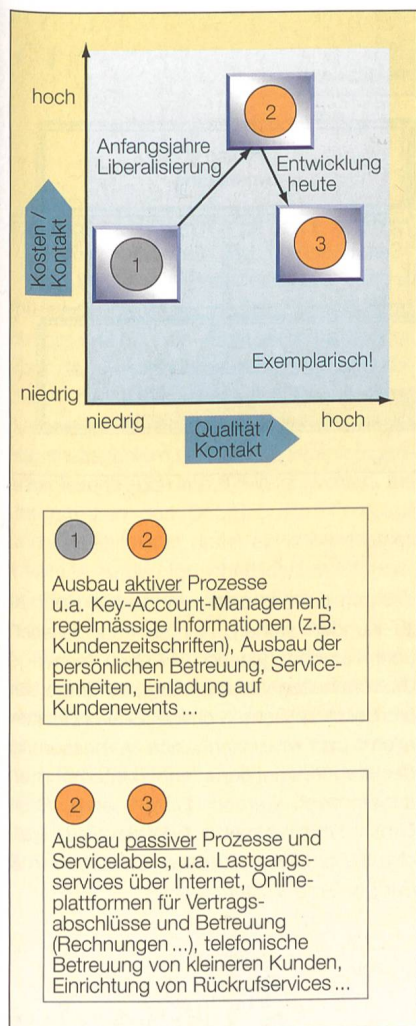 hoch
2
Anfangsjahre
Liberalisierung
Entwicklung
heute
Kosten /
Kontakt
1
3
Exemplarisch!
niedrig
niedrig
Qualität /
Kontakt
hoch
1 2
Ausbau aktiver Prozesse
u.a. Key-Account-Management,
regelmässige Informationen (z.B.
Kundenzeitschriften), Ausbau der
persönlichen Betreuung, Service-
Einheiten, Einladung auf
Kundenevents ...
2 3
Ausbau passiver Prozesse und
Servicelabels, u.a. Lastgangs-
services über Internet, Online-
plattformen für Vertrags-
abschlüsse und Betreuung
(Rechnungen ...), telefonische
Betreuung von kleineren Kunden,
Einrichtung von Rückrufservices ...